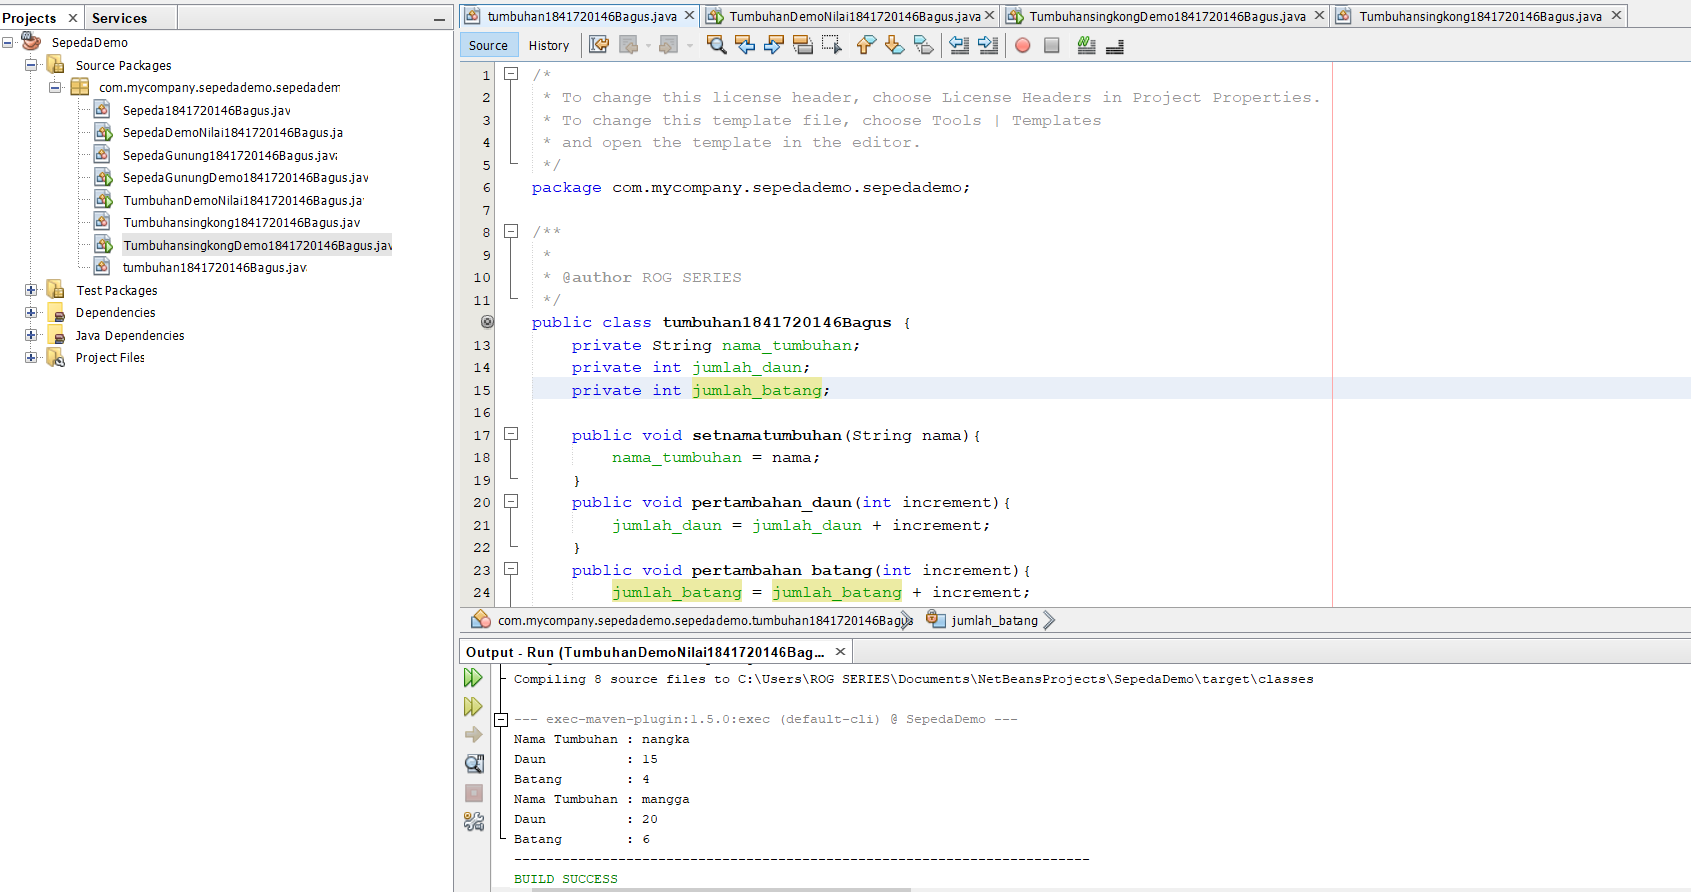 Projects
Services
SepedaDemo
Source Packages
com.mycompany.sepedademo.sepedadem
Sepeda1841720146Bagus.jav
SepedaDemoNilai1841720146Bagus.ja
SepedaGunung1841720146Bagus.java
SepedaGunungDemo1841720146Bagus.jav
TumbuhanDemoNilai1841720146Bagus.ja
Tumbuhansingkong1841720146Bagus.jav
TumbuhansingkongDemo1841720146Bagus.jav
tumbuhan1841720146Bagus.java
Test Packages
Dependencies
Java Dependencies
Project Files
tumbuhan1841720146Bagus.java
TumbuhanDemoNilai1841720146Bagus.java
TumbuhansingkongDemo1841720146Bagus.java
Tumbuhansingkong1841720146Bagus.java
Source
History
1 /*
2 * To change this license header, choose License Headers in Project Properties.
3 * To change this template file, choose Tools | Templates
4 * and open the template in the editor.
5 */
6 package com.mycompany.sepedademo.sepedademo;
7
8 /**
9 *
10 * @author ROG SERIES
11 */
public class tumbuhan1841720146Bagus {
13 private String nama_tumbuhan;
14 private int jumlah_daun;
15 private int jumlah_batang;
16
17 public void setnamatumbuhan(String nama){
18 nama_tumbuhan = nama;
19 }
20 public void pertambahan_daun(int increment){
21 jumlah_daun = jumlah_daun + increment;
22 }
23 public void pertambahan_batang(int increment){
24 jumlah_batang = jumlah_batang + increment;
com.mycompany.sepedademo.sepedademo.tumbuhan1841720146Bagus
jumlah_batang
Output - Run (TumbuhanDemoNilai1841720146Bag...
Compiling 8 source files to C:\Users\ROG SERIES\Documents\NetBeansProjects\SepedaDemo\target\classes
--- exec-maven-plugin:1.5.0:exec (default-cli) @ SepedaDemo ---
Nama Tumbuhan : nangka
Daun : 15
Batang : 4
Nama Tumbuhan : mangga
Daun : 20
Batang : 6
------------------------------------------------------------------------
BUILD SUCCESS